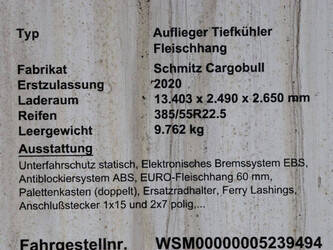 Typ Auflieger Tiefkühler
Fleischhang
Fabrikat Schmitz Cargobull
Erstzulassung 2020
Laderaum 13.403 x 2.490 x 2.650 mm
Reifen 385/55R22.5
Leergewicht 9.762 kg
Ausstattung
Unterfahrschutz statisch, Elektronisches Bremssystem EBS,
Antiblockiersystem ABS, EURO-Fleischhang 60 mm,
Palettenkasten (doppelt), Ersatzradhalter, Ferry Lashings,
Anschlußstecker 1x15 und 2x7 polig,...
Fahrgestellnr. WSM00000005239494